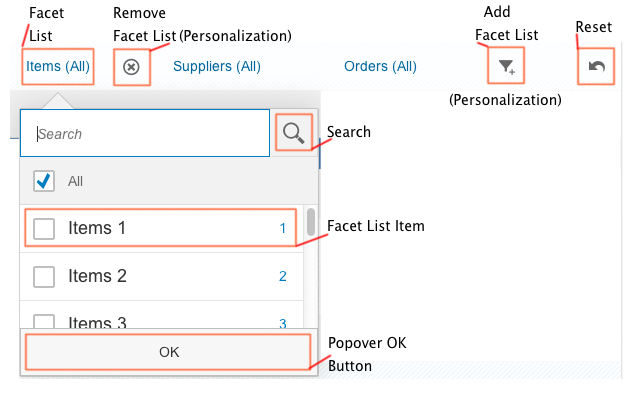 Facet
List
Remove
Facet List (Personalization)
Add
Facet List
Reset
Items (All)
Suppliers (All)
Orders (All)
(Personalization)
Search
Search
All
Items 1
1
Facet List Item
Items 2
2
Items 3
3
OK
Popover OK
Button